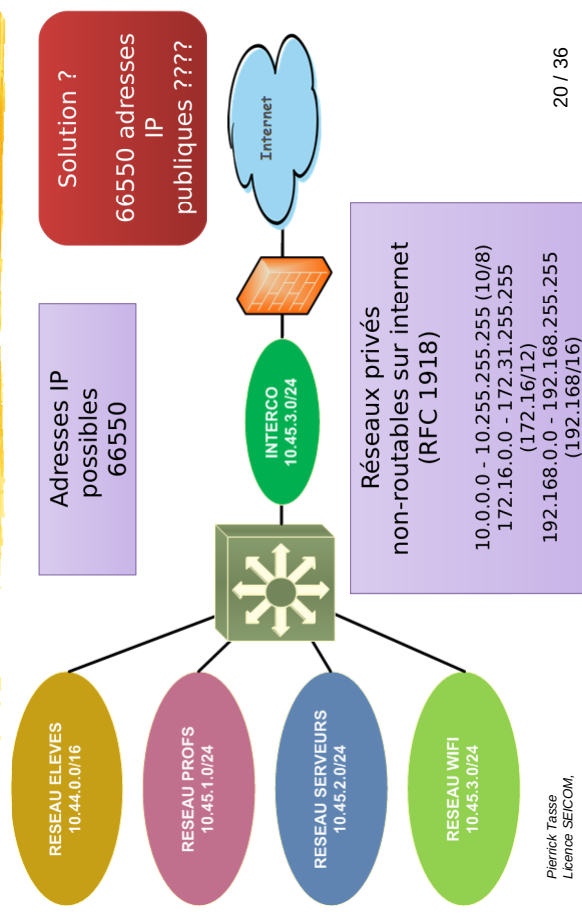 Adresses IP
possibles
66550
Solution ?
66550 adresses
IP
publiques ????
RESEAU ELEVES
10.44.0.0/16
RESEAU PROFS
10.45.1.0/24
RESEAU SERVEURS
10.45.2.0/24
RESEAU WIFI
10.45.3.0/24
INTERCO
10.45.3.0/24
Internet
Réseaux privés
non-routables sur internet
(RFC 1918)
10.0.0.0 - 10.255.255.255 (10/8)
172.16.0.0 - 172.31.255.255
(172.16/12)
192.168.0.0 - 192.168.255.255
(192.168/16)
Pierrick Tasse
Licence SEICOM,
20 / 36